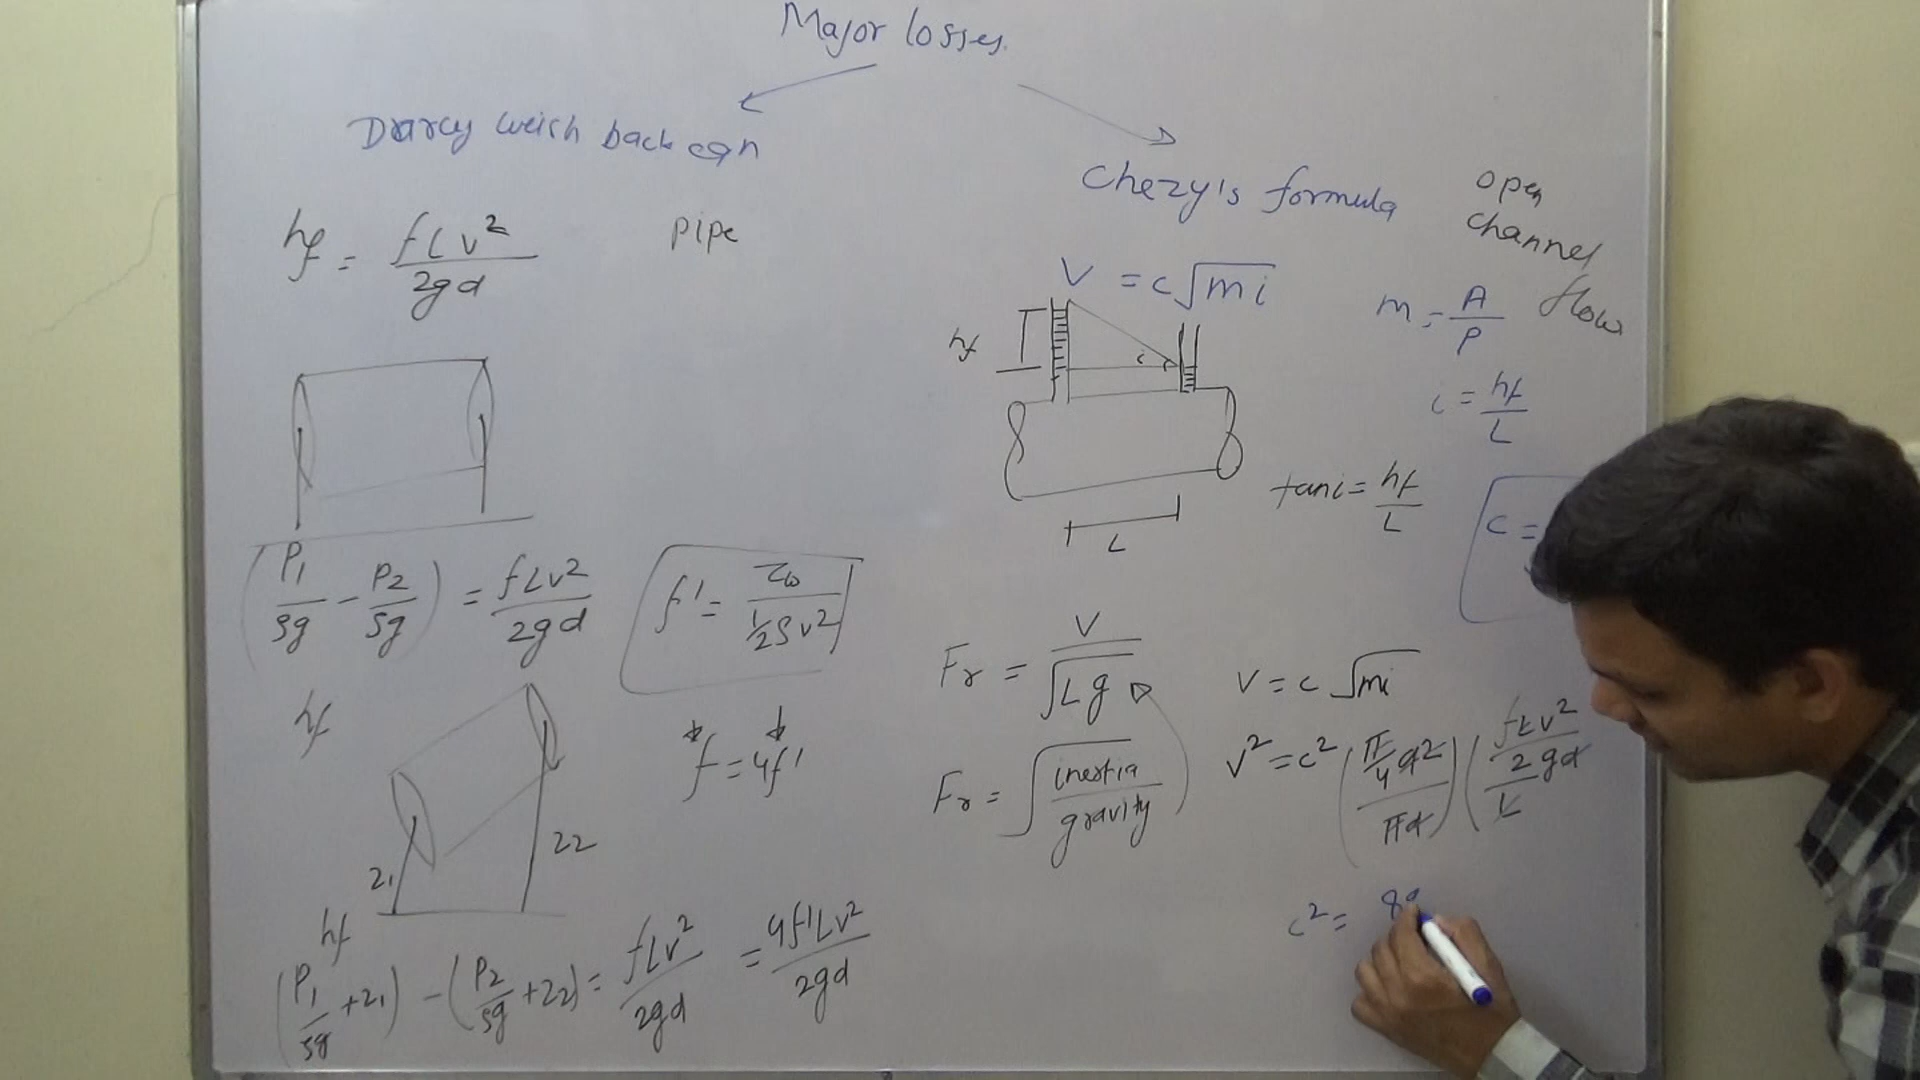 Major losses.
Darcy weish back eqn
Chezy's formula
open
channel
flow
hf = fLv²/2gd
pipe
V = c√mi
m = A/P
hf
i
i = hf/L
tani = hf/L
L
c =
(P1/ρg - P2/ρg) = fLv²/2gd
f' = τω/½ρv²
Fr = V/√Lg
V = c √mi
hf
f = 4f'
Fr = √inertia/gravity
V² = c² (π/4 d²/πd) (fLv²/2gd/L)
z1
z2
c² = 8g
hf
(P1/ρg + z1) - (P2/ρg + z2) = fLv²/2gd = 4f'Lv²/2gd